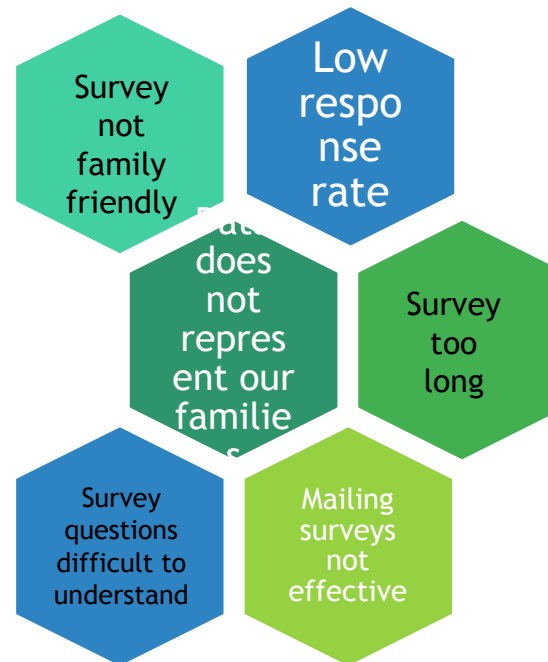 Survey
not
family
friendly
Low
respo
nse
rate
Data
does
not
repres
ent our
familie
s
Survey
too
long
Survey
questions
difficult to
understand
Mailing
surveys
not
effective